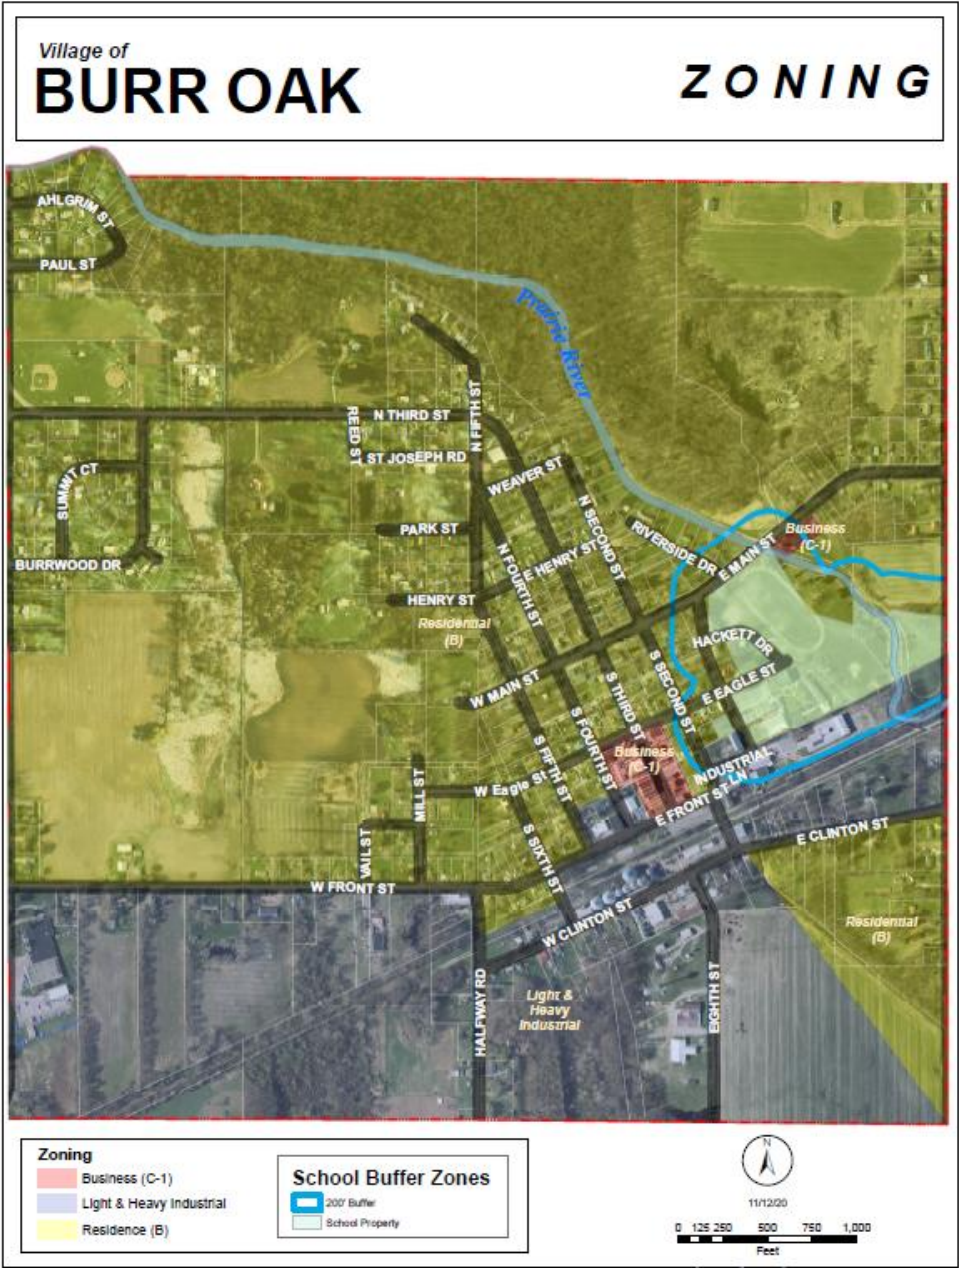 Village of
BURR OAK
ZONING
AHLGRIM ST
PAUL ST
Prairie River
REED ST
N THIRD ST
N FIFTH ST
ST JOSEPH RD
SUMMIT CT
WEAVER ST
N SECOND ST
PARK ST
RIVERSIDE DR
Business
(C-1)
BURRWOOD DR
N FOURTH ST
E HENRY ST
E MAIN ST
HENRY ST
Residential
(B)
HACKETT DR
W MAIN ST
S THIRD ST
S SECOND ST
E EAGLE ST
S FOURTH ST
S FIFTH ST
Business
(C-1)
INDUSTRIAL LN
MILL ST
W Eagle St
E FRONT ST
VAIL ST
S SIXTH ST
E CLINTON ST
W FRONT ST
W CLINTON ST
Residential
(B)
HALFWAY RD
Light &
Heavy
Industrial
EIGHTH ST
Zoning
Business (C-1)
Light & Heavy Industrial
Residence (B)
School Buffer Zones
200' Buffer
School Property
N
11/12/20
0 125 250 500 750 1,000
Feet